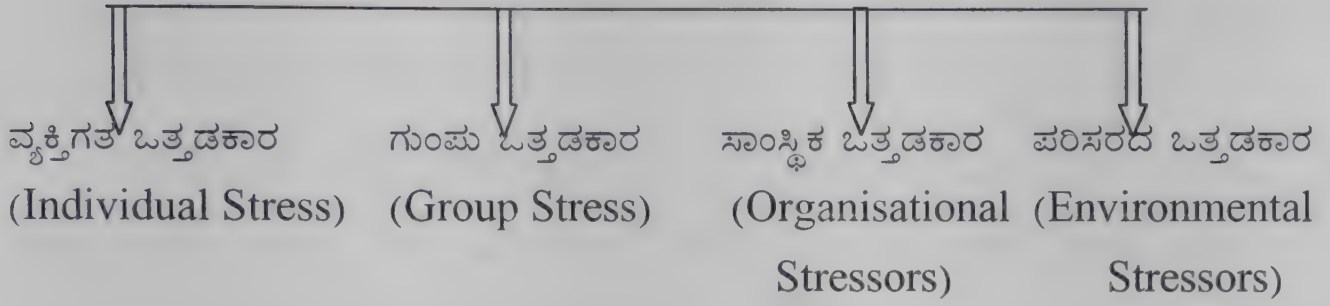 ವ್ಯಕ್ತಿಗತ ಒತ್ತಡಕಾರ ಗುಂಪು ಒತ್ತಡಕಾರ ಸಾಂಸ್ಥಿಕ ಒತ್ತಡಕಾರ ಪರಿಸರದ ಒತ್ತಡಕಾರ
(Individual Stress) (Group Stress) (Organisational (Environmental
Stressors) Stressors)